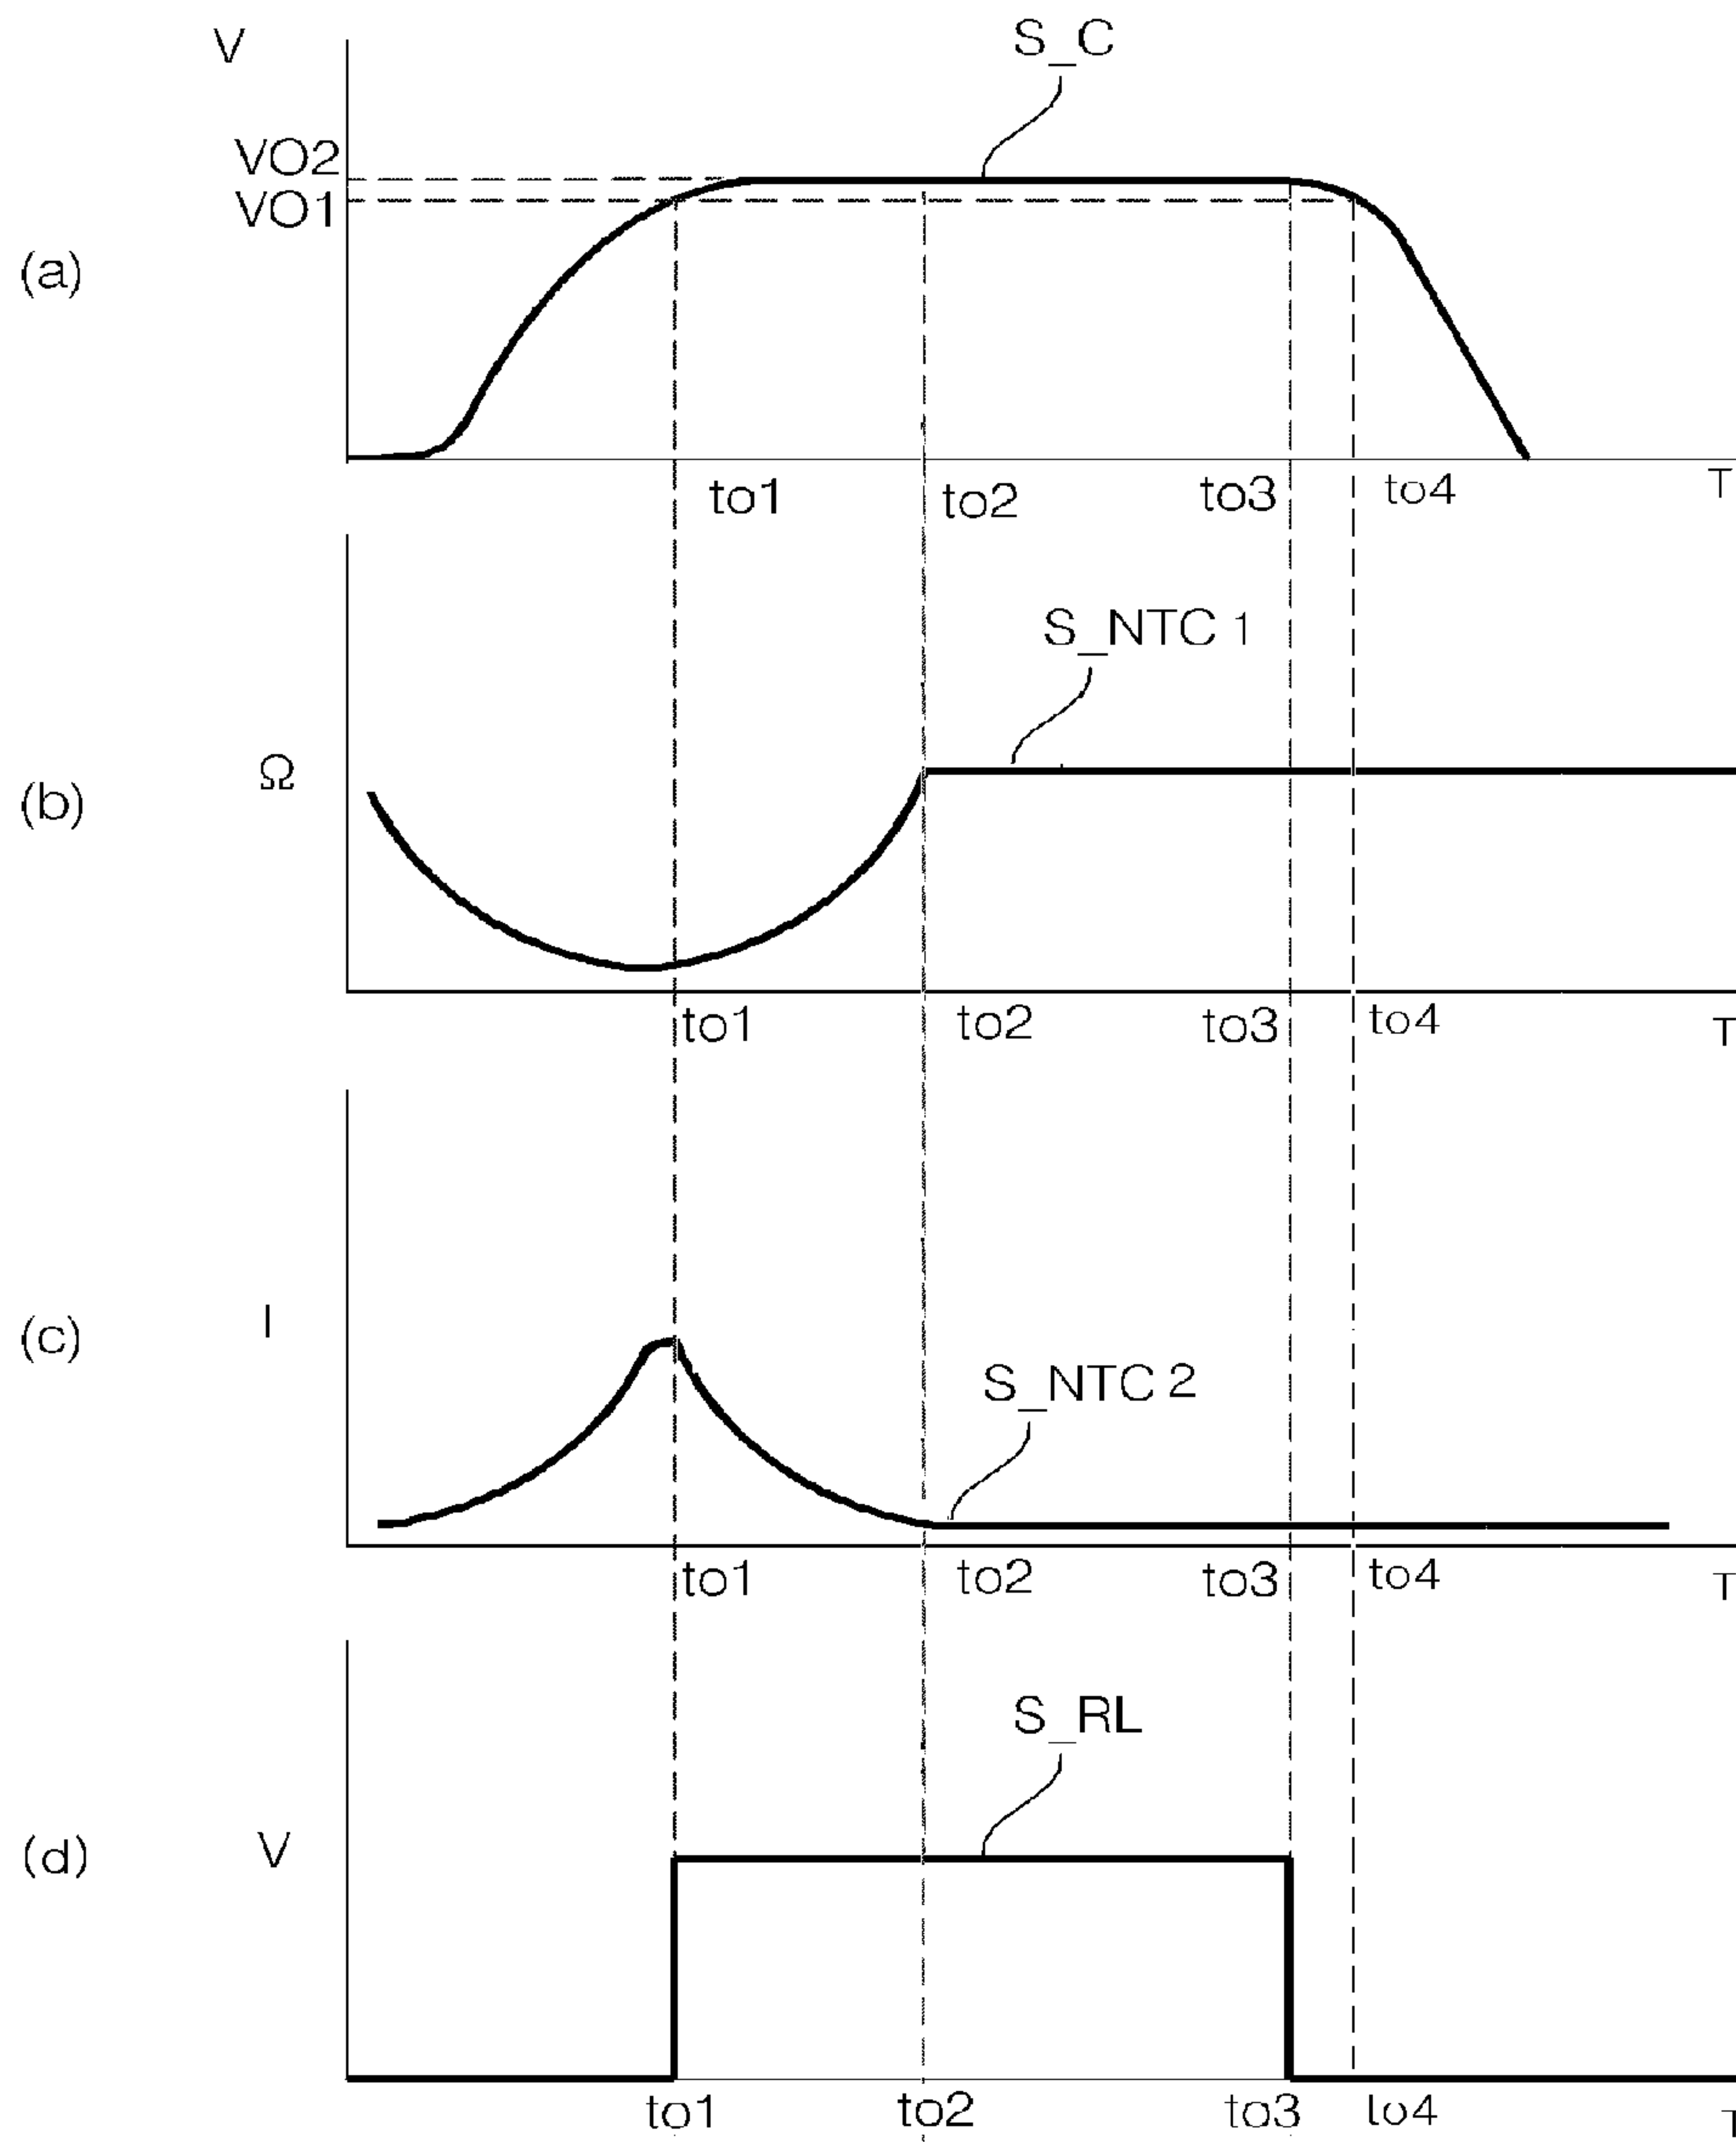 V
S_C
VO2
VO1
(a)
to1
to2
to3
to4
T
S_NTC 1
Ω
(b)
to1
to2
to3
to4
T
I
(c)
S_NTC 2
to1
to2
to3
to4
T
S_RL
(d)
V
to1
to2
to3
to4
T